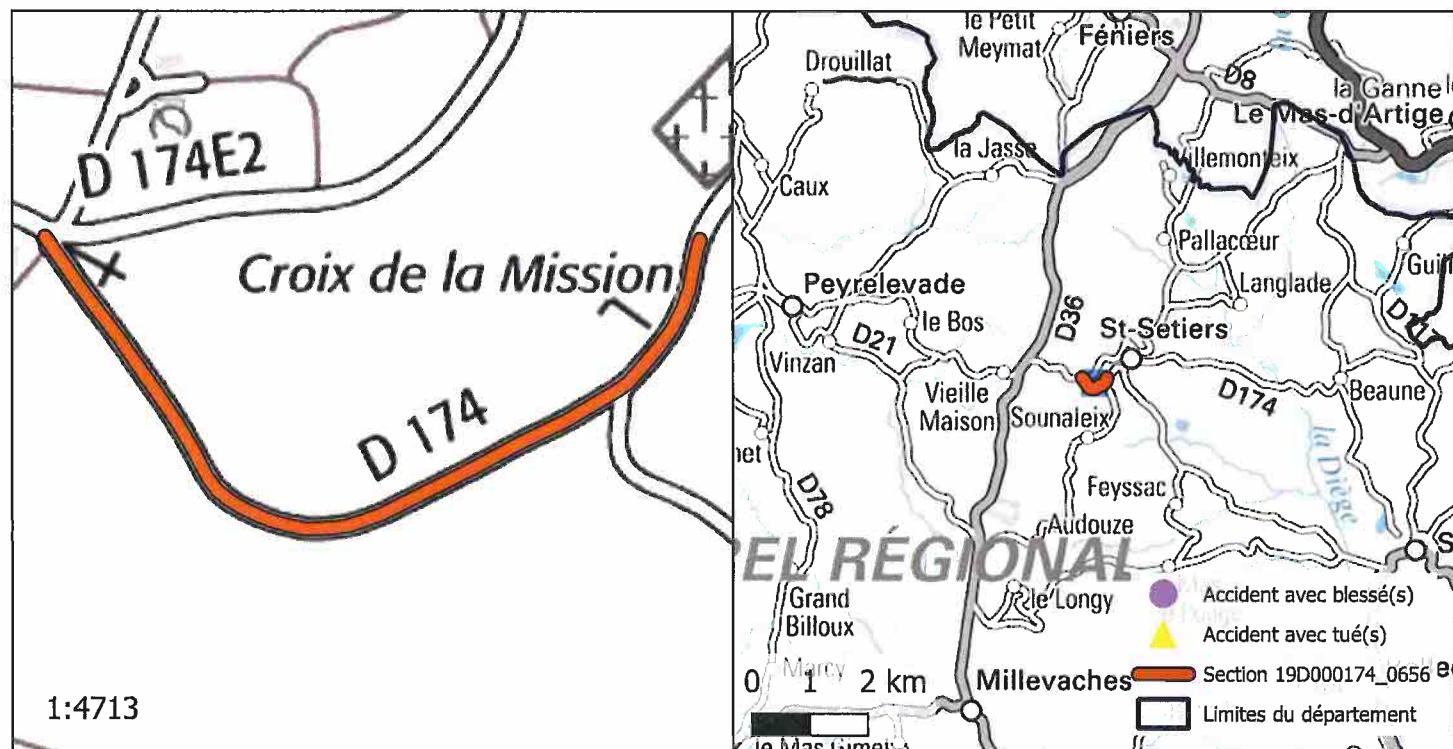 D 174E2
Croix de la Mission
D 174
1:4713
le Petit
Meymat
Féniers
Drouillat
D8
la Ganne
Le Mas-d'Artige
la Jasse
Villemonteix
Caux
Pallacœur
Langlade
Peyrelevade
le Bos
D36
St-Setiers
D21
Vinzan
Vieille
Maison
Sounaleix
D174
Beaune
la Diège
D78
Feyssac
Audouze
EL RÉGIONAL
le Longy
Grand
Billoux
Marcy
Millevaches
0 1 2 km
Accident avec blessé(s)
Accident avec tué(s)
Section 19D000174_0656
Limites du département